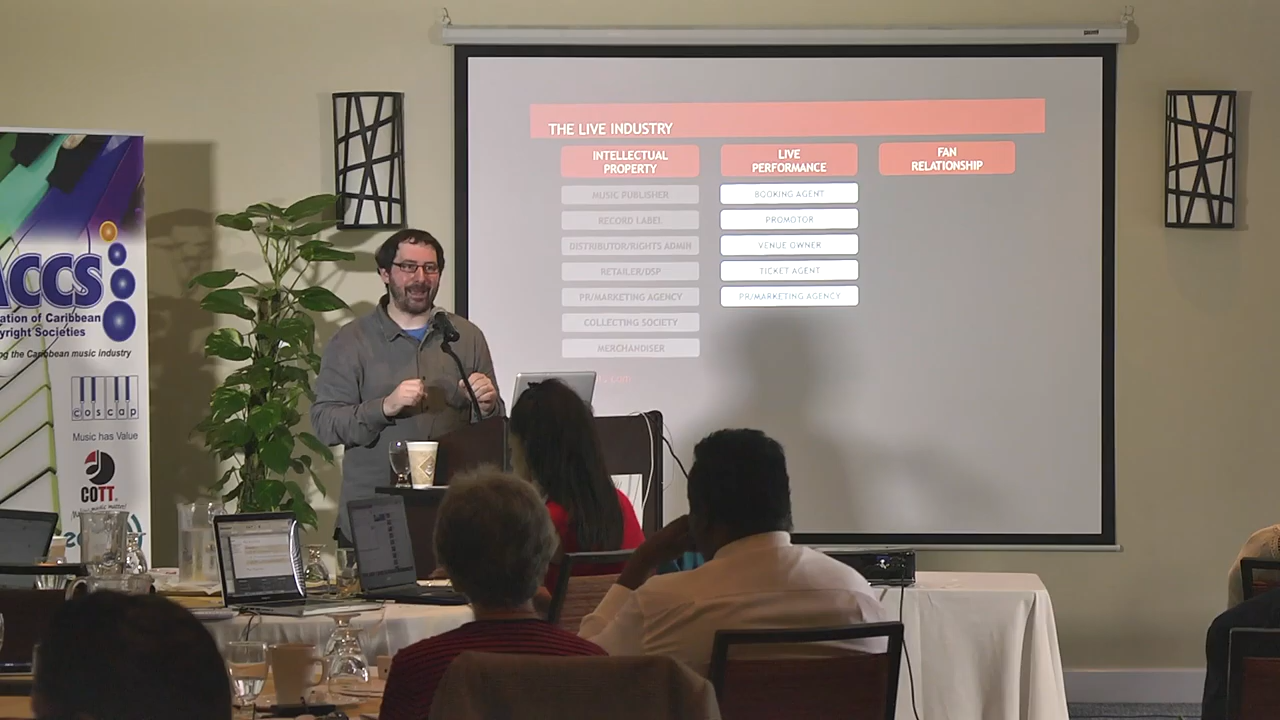 THE LIVE INDUSTRY
INTELLECTUAL
PROPERTY
MUSIC PUBLISHER
RECORD LABEL
DISTRIBUTOR/RIGHTS ADMIN
RETAILER/DSP
PR/MARKETING AGENCY
COLLECTING SOCIETY
MERCHANDISER
LIVE
PERFORMANCE
BOOKING AGENT
PROMOTOR
VENUE OWNER
TICKET AGENT
PR/MARKETING AGENCY
FAN
RELATIONSHIP
.com
ACCS
ation of Caribbean
yright Societies
ng the Caribbean music industry
coscap
Music has Value
COTT